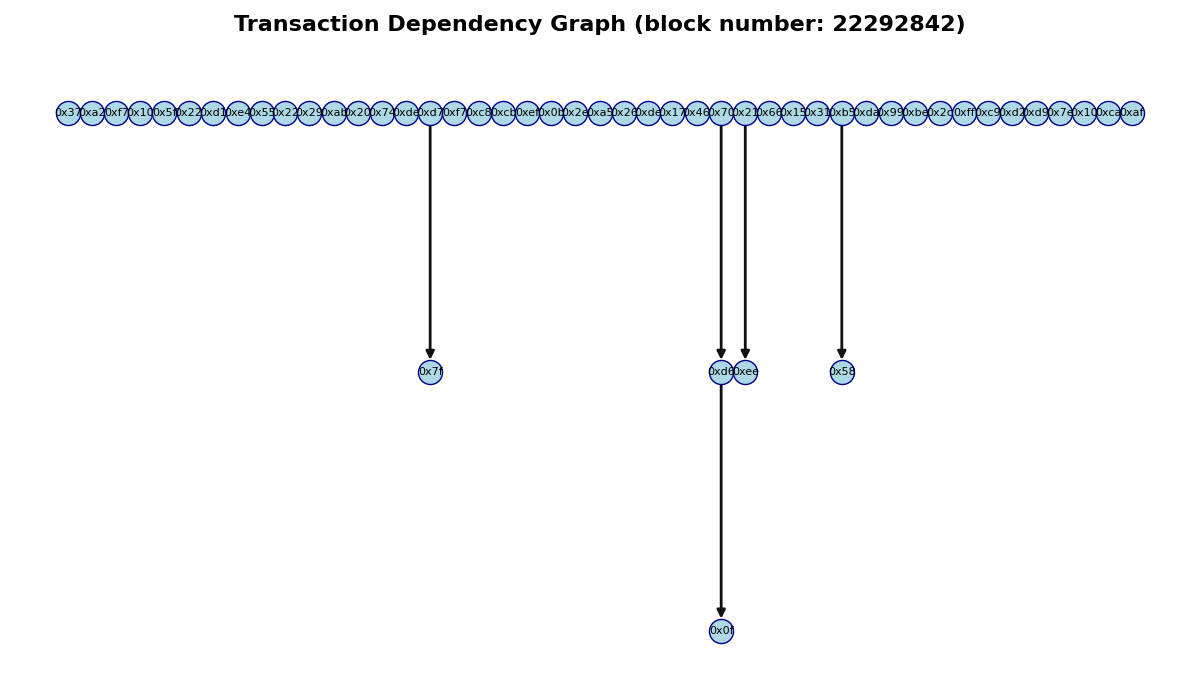 Transaction Dependency Graph (block number: 22292842)
0x37 0xa2 0xf7 0x10 0x5f 0x22 0xd1 0xe4 0x55 0x22 0x29 0xab 0x20 0x74 0xde 0xd7 0xf7 0xc8 0xcb 0xef 0x0b 0x2e 0xa5 0x26 0xde 0x17 0x46 0x70 0x21 0x66 0x15 0x31 0xb5 0xda 0x99 0xbe 0x2c 0xff 0xc9 0xd2 0xd9 0x7e 0x10 0xca 0xaf
0x7f 0xd6 0xee 0x58
0x0f